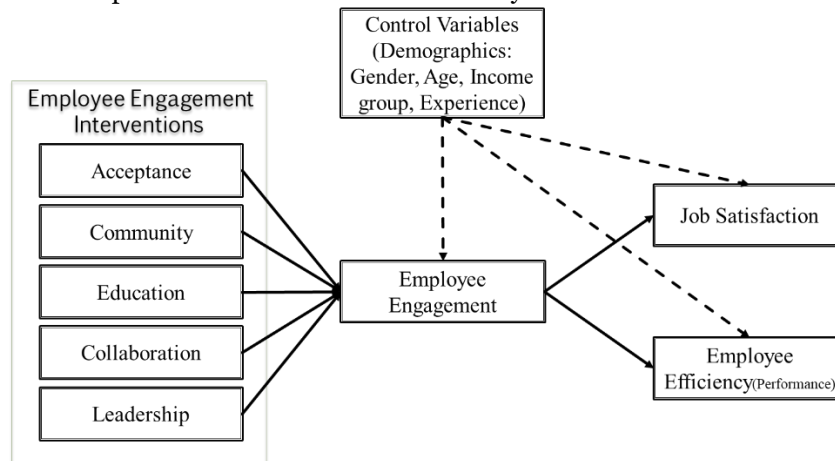 Control Variables
(Demographics:
Gender, Age, Income
group, Experience)
Employee Engagement
Interventions
Acceptance
Community
Education
Collaboration
Leadership
Employee
Engagement
Job Satisfaction
Employee
Efficiency(Performance)